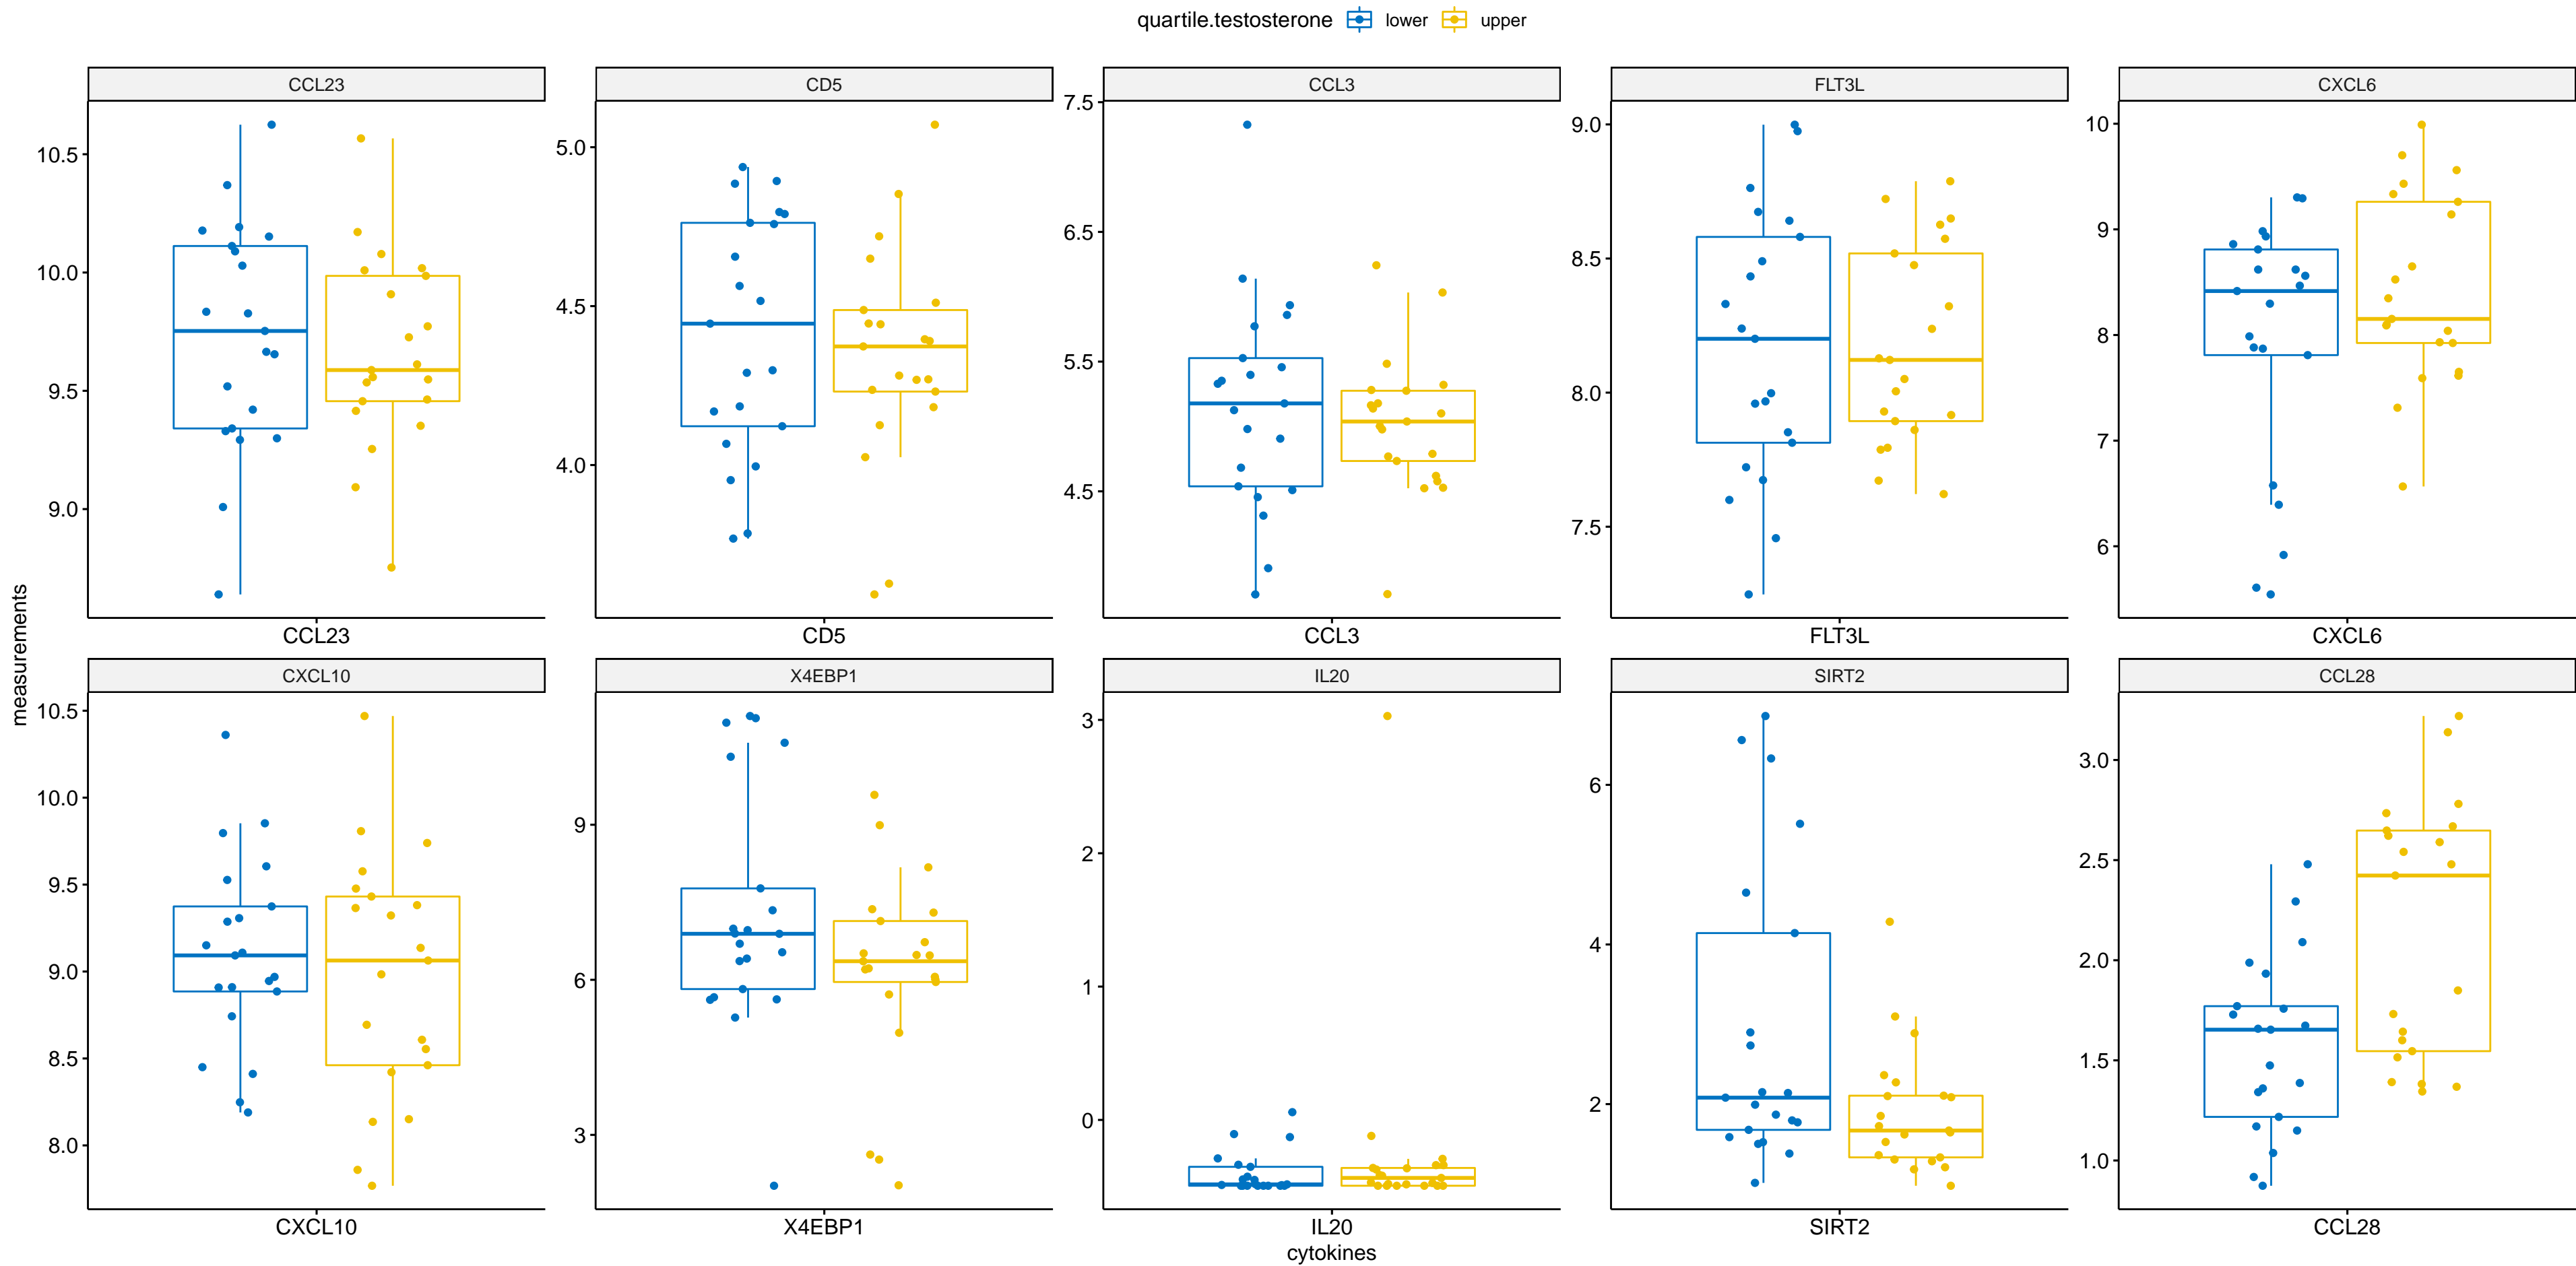 quartile.testosterone lower upper
CCL23 CD5 CCL3 FLT3L CXCL6
10.5 10.0 9.5 9.0
5.0 4.5 4.0
7.5 6.5 5.5 4.5
9.0 8.5 8.0 7.5
10 9 8 7 6
CCL23 CD5 CCL3 FLT3L CXCL6
measurements
CXCL10 X4EBP1 IL20 SIRT2 CCL28
10.5 10.0 9.5 9.0 8.5 8.0
9 6 3
3 2 1 0
6 4 2
3.0 2.5 2.0 1.5 1.0
CXCL10 X4EBP1 IL20 SIRT2 CCL28
cytokines